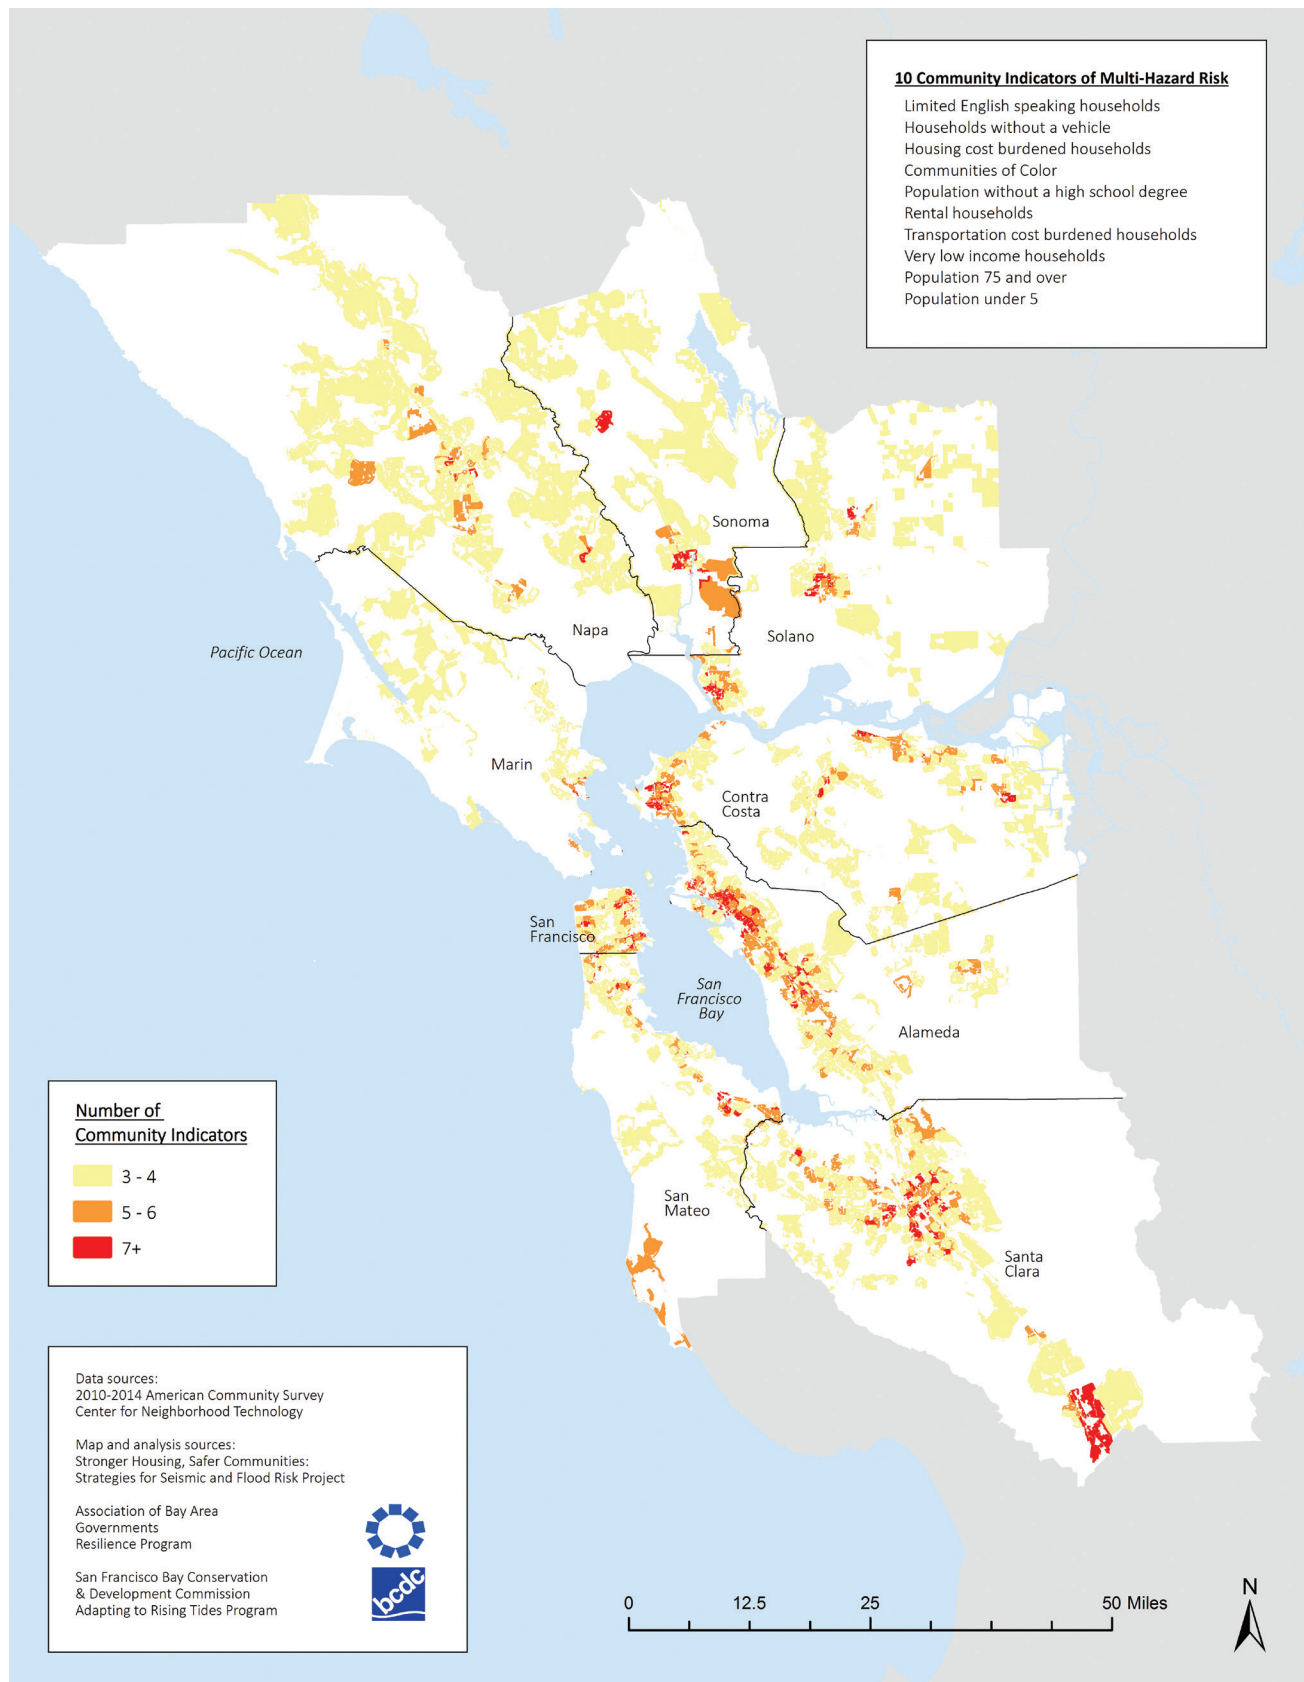 10 Community Indicators of Multi-Hazard Risk
Limited English speaking households
Households without a vehicle
Housing cost burdened households
Communities of Color
Population without a high school degree
Rental households
Transportation cost burdened households
Very low income households
Population 75 and over
Population under 5
Sonoma
Napa
Solano
Pacific Ocean
Marin
Contra
Costa
San
Francisco
San
Francisco
Bay
Alameda
San
Mateo
Santa
Clara
Number of
Community Indicators
3 - 4
5 - 6
7+
Data sources:
2010-2014 American Community Survey
Center for Neighborhood Technology
Map and analysis sources:
Stronger Housing, Safer Communities:
Strategies for Seismic and Flood Risk Project
Association of Bay Area
Governments
Resilience Program
San Francisco Bay Conservation
& Development Commission
Adapting to Rising Tides Program
bcdc
0 12.5 25 50 Miles
N